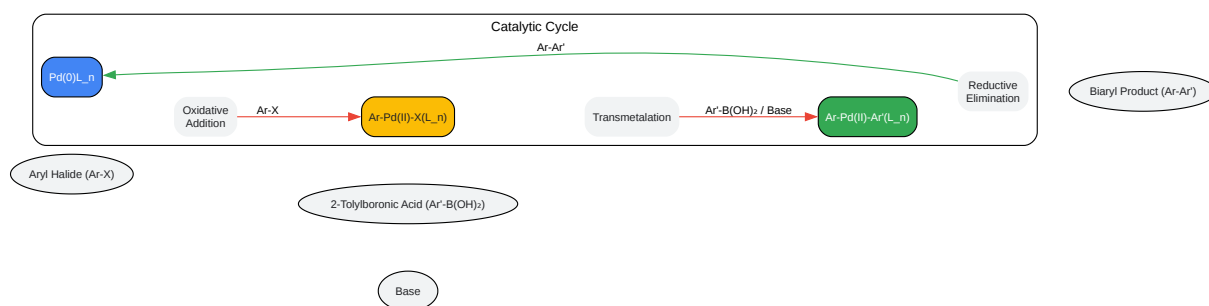 Catalytic Cycle
Ar-Ar'
Pd(0)L_n
Reductive
Elimination
Biaryl Product (Ar-Ar')
Oxidative
Addition
Ar-X
Ar-Pd(II)-X(L_n)
Transmetalation
Ar'-B(OH)₂ / Base
Ar-Pd(II)-Ar'(L_n)
Aryl Halide (Ar-X)
2-Tolylboronic Acid (Ar'-B(OH)₂)
Base